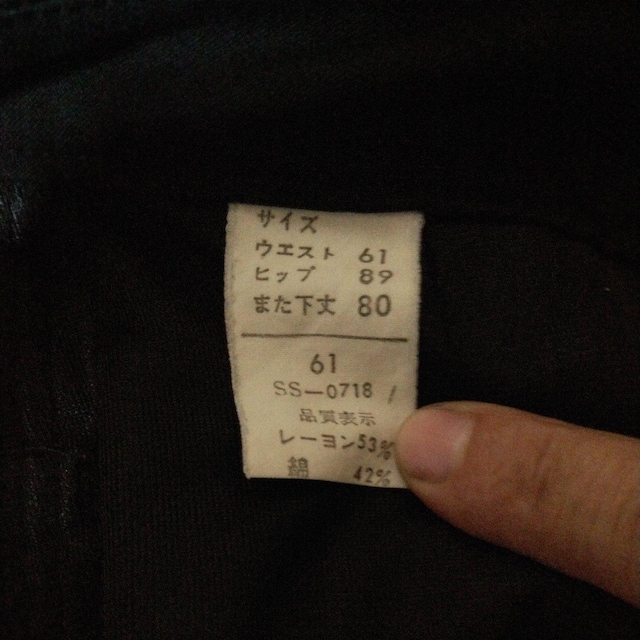 サイズ
ウエスト 61
ヒップ 89
また下丈 80
61
SS-0718 /
品質表示
レーヨン53%
綿 42%